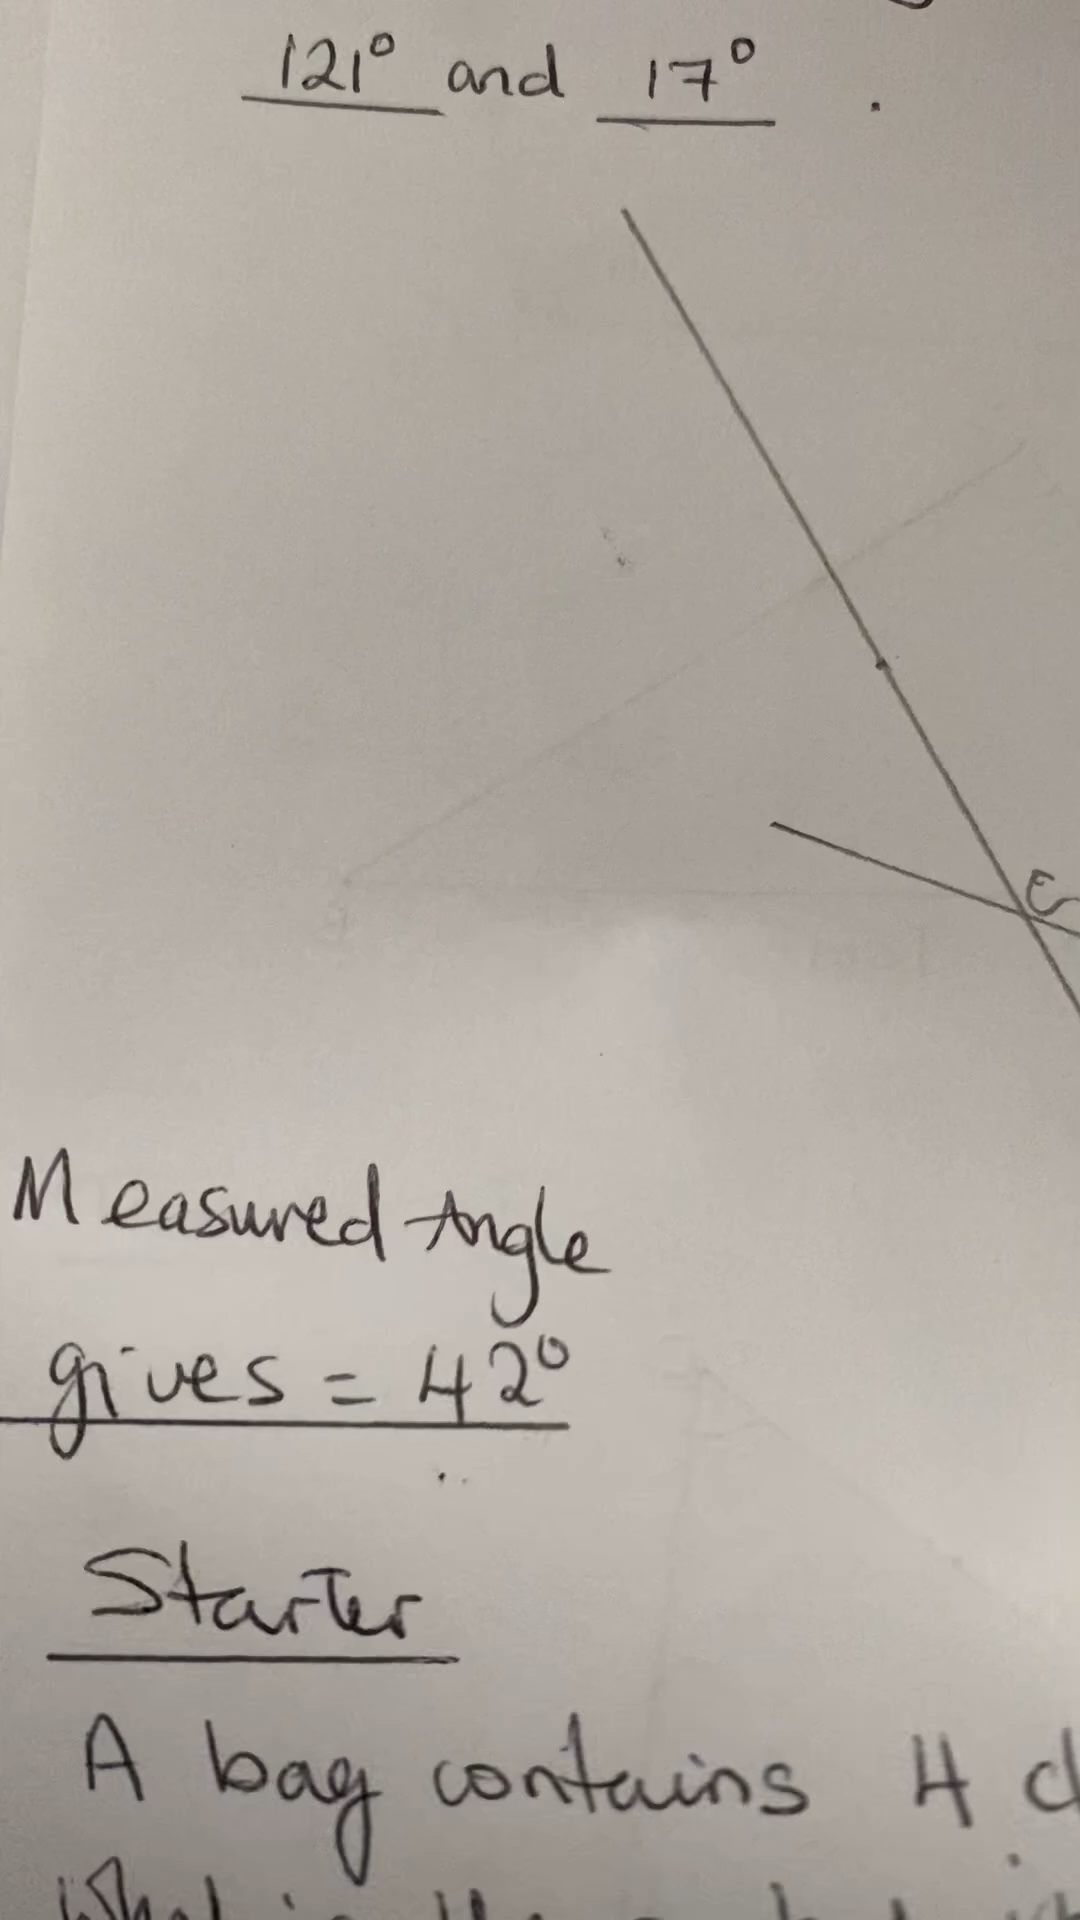 121° and 17° .
Measured Angle
gives = 42°
Starter
A bag contains 4